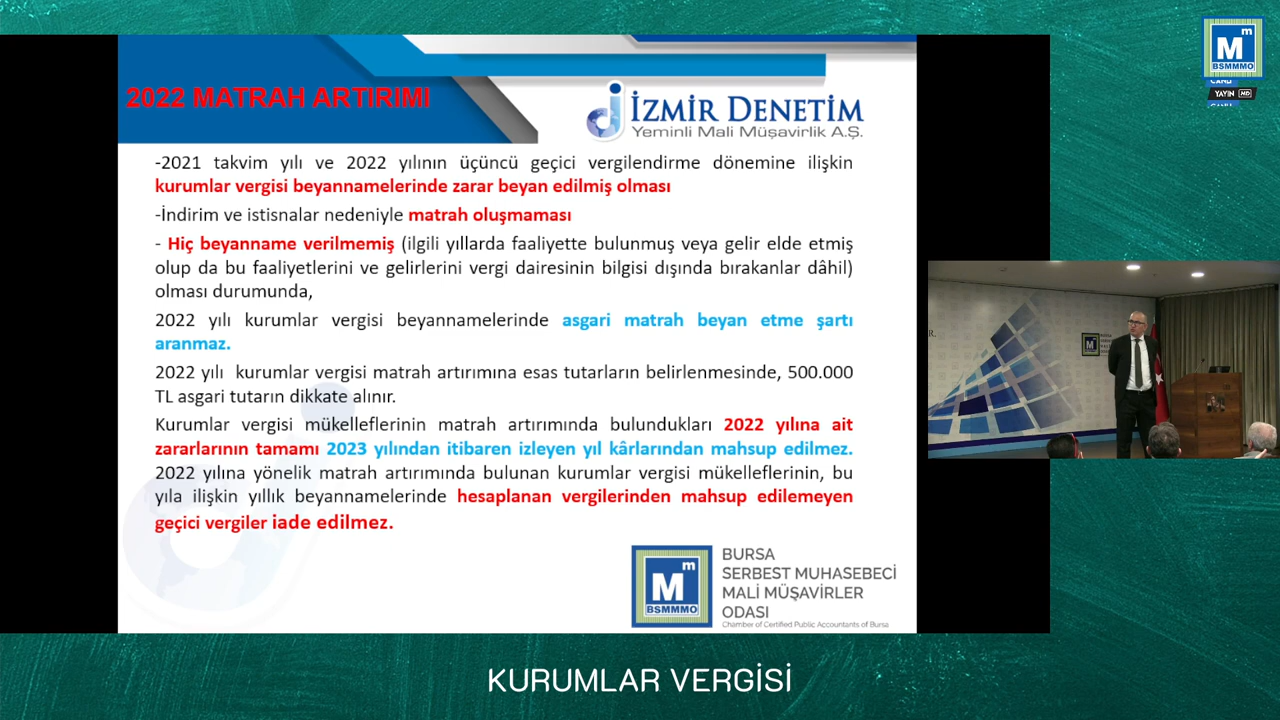 M m
BSMMMO
CANLI
YAYIN HD
CANLI
2022 MATRAH ARTIRIMI
İZMİR DENETİM
Yeminli Mali Müşavirlik A.Ş.
-2021 takvim yılı ve 2022 yılının üçüncü geçici vergilendirme dönemine ilişkin
kurumlar vergisi beyannamelerinde zarar beyan edilmiş olması
-İndirim ve istisnalar nedeniyle matrah oluşmaması
- Hiç beyanname verilmemiş (ilgili yıllarda faaliyette bulunmuş veya gelir elde etmiş
olup da bu faaliyetlerini ve gelirlerini vergi dairesinin bilgisi dışında bırakanlar dâhil)
olması durumunda,
2022 yılı kurumlar vergisi beyannamelerinde asgari matrah beyan etme şartı
aranmaz.
2022 yılı kurumlar vergisi matrah artırımına esas tutarların belirlenmesinde, 500.000
TL asgari tutarın dikkate alınır.
Kurumlar vergisi mükelleflerinin matrah artırımında bulundukları 2022 yılına ait
zararlarının tamamı 2023 yılından itibaren izleyen yıl kârlarından mahsup edilmez.
2022 yılına yönelik matrah artırımında bulunan kurumlar vergisi mükelleflerinin, bu
yıla ilişkin yıllık beyannamelerinde hesaplanan vergilerinden mahsup edilemeyen
geçici vergiler iade edilmez.
M m
BSMMMO
BURSA
SERBEST MUHASEBECİ
MALİ MÜŞAVİRLER
ODASI
Chamber of Certified Public Accountants of Bursa
KURUMLAR VERGİSİ